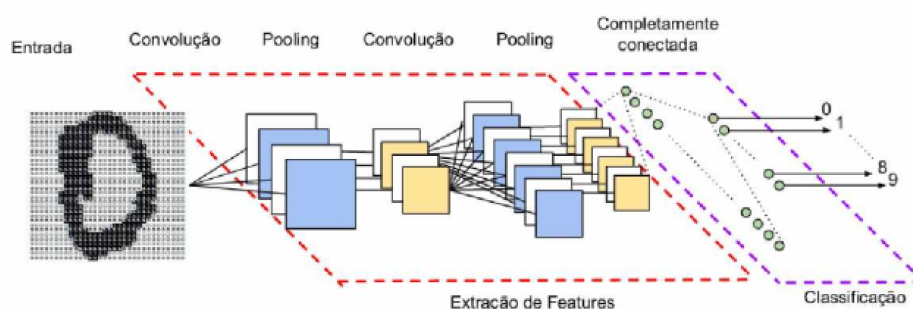 Entrada
Convolução
Pooling
Convolução
Pooling
Completamente
conectada
0
1
8
9
Extração de Features
Classificação